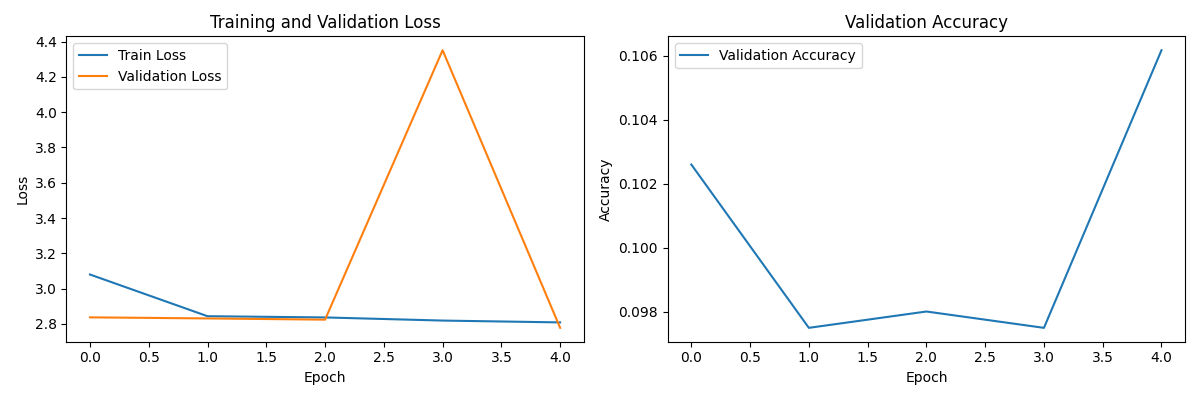 Training and Validation Loss
Train Loss
Validation Loss
4.4
4.2
4.0
3.8
3.6
3.4
3.2
3.0
2.8
Loss
0.0 0.5 1.0 1.5 2.0 2.5 3.0 3.5 4.0
Epoch
Validation Accuracy
Validation Accuracy
0.106
0.104
0.102
0.100
0.098
Accuracy
0.0 0.5 1.0 1.5 2.0 2.5 3.0 3.5 4.0
Epoch